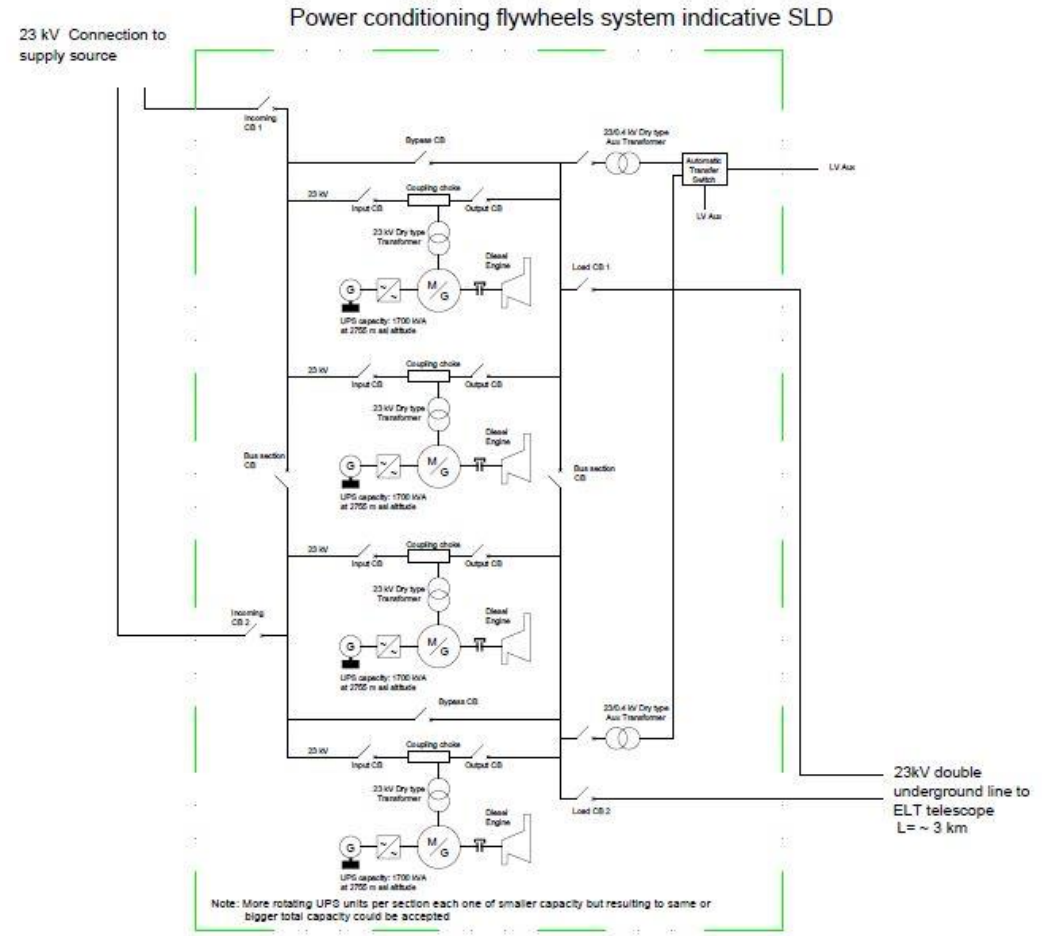 Power conditioning flywheels system indicative SLD
23 kV Connection to
supply source
Incoming
CB 1
Bypass CB
23/0.4 kV Dry type
Aux Transformer
Automatic
Transfer
Switch
LV Aux
LV Aux
23 kV
Input CB
Coupling choke
Output CB
23 kV Dry type
Transformer
Diesel
Engine
G
~
~
M/G
UPS capacity: 1700 kVA
at 2755 m asl altitude
Load CB 1
23 kV
Input CB
Coupling choke
Output CB
23 kV Dry type
Transformer
Diesel
Engine
G
~
~
M/G
UPS capacity: 1700 kVA
at 2755 m asl altitude
Bus section
CB
Bus section
CB
23 kV
Input CB
Coupling choke
Output CB
23 kV Dry type
Transformer
Diesel
Engine
G
~
~
M/G
UPS capacity: 1700 kVA
at 2755 m asl altitude
Incoming
CB 2
Bypass CB
23/0.4 kV Dry type
Aux Transformer
23 kV
Input CB
Coupling choke
Output CB
23 kV Dry type
Transformer
Diesel
Engine
G
~
~
M/G
UPS capacity: 1700 kVA
at 2755 m asl altitude
Load CB 2
23kV double
underground line to
ELT telescope
L= ~ 3 km
Note: More rotating UPS units per section each one of smaller capacity but resulting to same or
bigger total capacity could be accepted